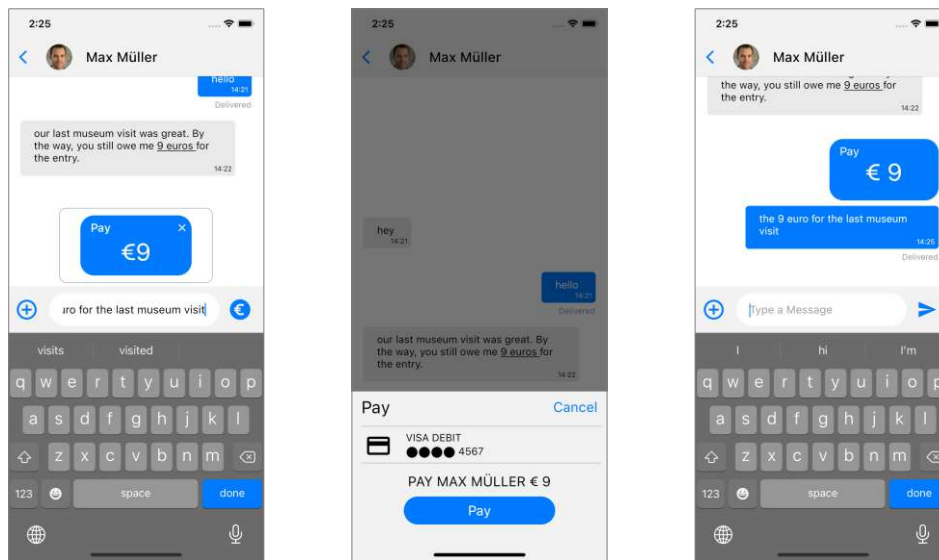 2:25
Max Müller
hello
14:21
Delivered
our last museum visit was great. By
the way, you still owe me 9 euros for
the entry.
14:22
Pay ×
€9
uro for the last museum visit
€
visits visited
q w e r t y u i o p
a s d f g h j k l
z x c v b n m
123 space done
2:25
Max Müller
hey
14:21
hello
14:21
Delivered
our last museum visit was great. By
the way, you still owe me 9 euros for
the entry.
14:22
Pay Cancel
VISA DEBIT
●●●● 4567
PAY MAX MÜLLER € 9
Pay
2:25
Max Müller
the way, you still owe me 9 euros for
the entry.
14:22
Pay
€ 9
the 9 euro for the last museum
visit
14:25
Delivered
Type a Message
I hi I'm
q w e r t y u i o p
a s d f g h j k l
z x c v b n m
123 space done